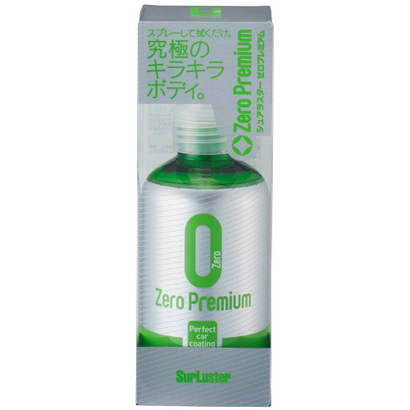 スプレーして拭くだけ。
究極の
キラキラ
ボディ。
Zero Premium
シュアラスター ゼロプレミアム
0
Zero
Zero Premium
Perfect
car
coating
SurLuster